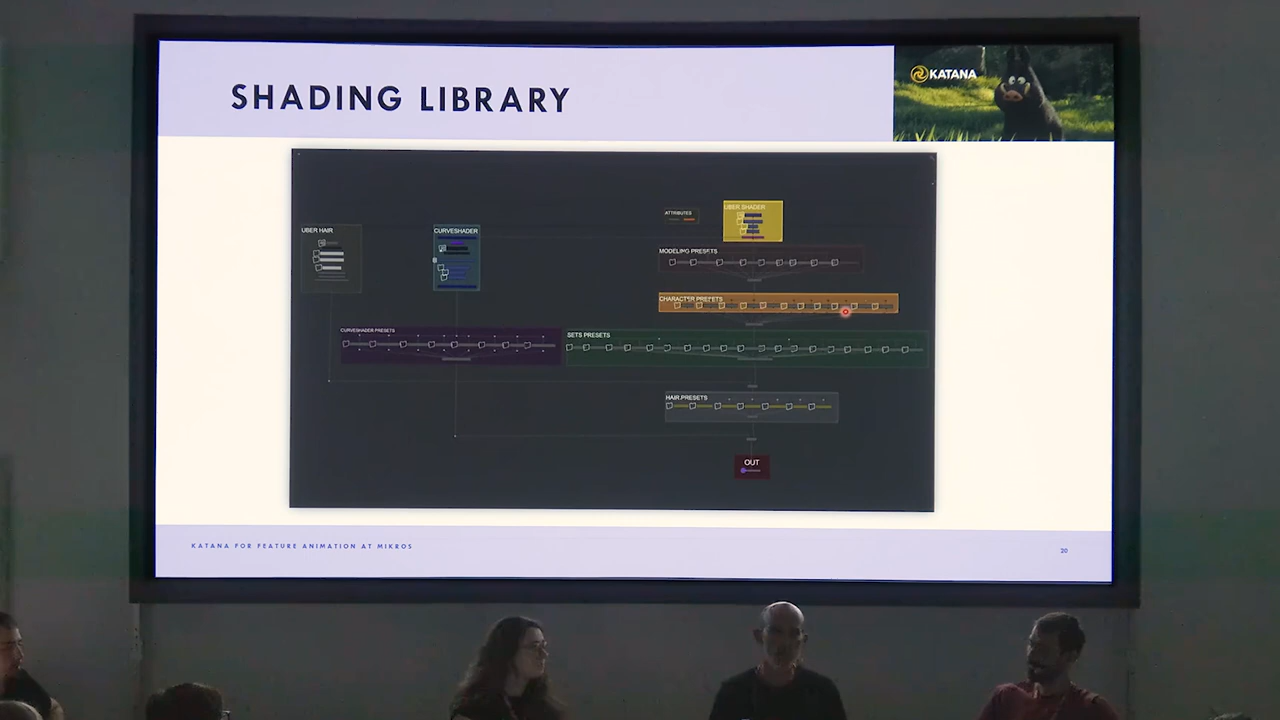 SHADING LIBRARY
KATANA
UBER SHADER
ATTRIBUTES
UBER HAIR
CURVESHADER
MODELING PRESETS
CHARACTER PRESETS
CURVESHADER PRESETS
SETS PRESETS
HAIR PRESETS
OUT
KATANA FOR FEATURE ANIMATION AT MIKROS
20